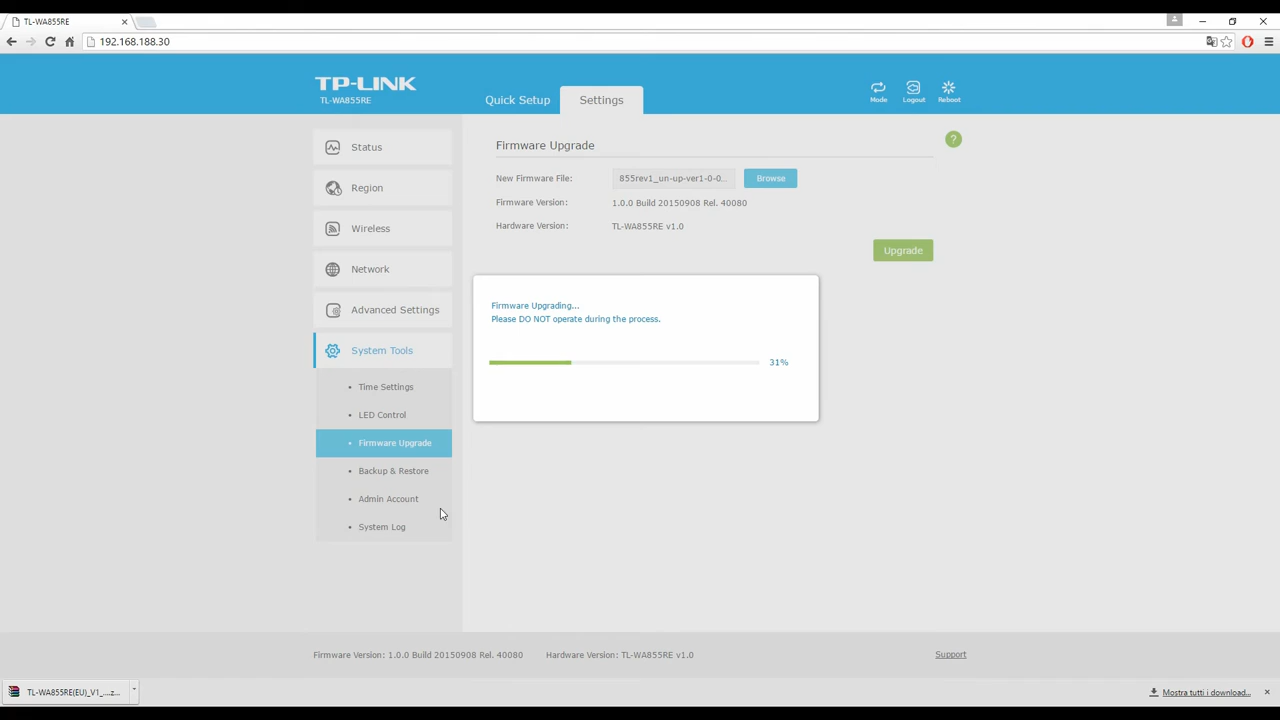 TL-WA855RE
192.168.188.30
TP-LINK
TL-WA855RE
Quick Setup
Settings
Mode
Logout
Reboot
Status
Region
Wireless
Network
Advanced Settings
System Tools
• Time Settings
• LED Control
• Firmware Upgrade
• Backup & Restore
• Admin Account
• System Log
Firmware Upgrade
?
New Firmware File: 855rev1_un-up-ver1-0-0... Browse
Firmware Version: 1.0.0 Build 20150908 Rel. 40080
Hardware Version: TL-WA855RE v1.0
Upgrade
Firmware Upgrading...
Please DO NOT operate during the process.
31%
Firmware Version: 1.0.0 Build 20150908 Rel. 40080 Hardware Version: TL-WA855RE v1.0 Support
TL-WA855RE(EU)_V1_....z... Mostra tutti i download...